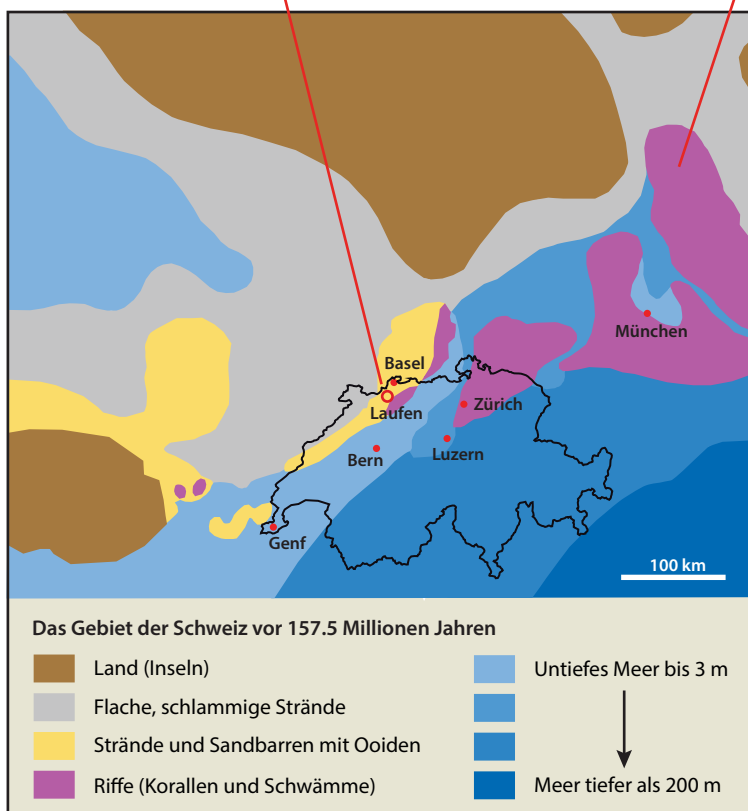 München
Basel
Laufen
Zürich
Bern
Luzern
Genf
100 km
Das Gebiet der Schweiz vor 157.5 Millionen Jahren
Land (Inseln)
Flache, schlammige Strände
Strände und Sandbarren mit Ooiden
Riffe (Korallen und Schwämme)
Untiefes Meer bis 3 m
Meer tiefer als 200 m